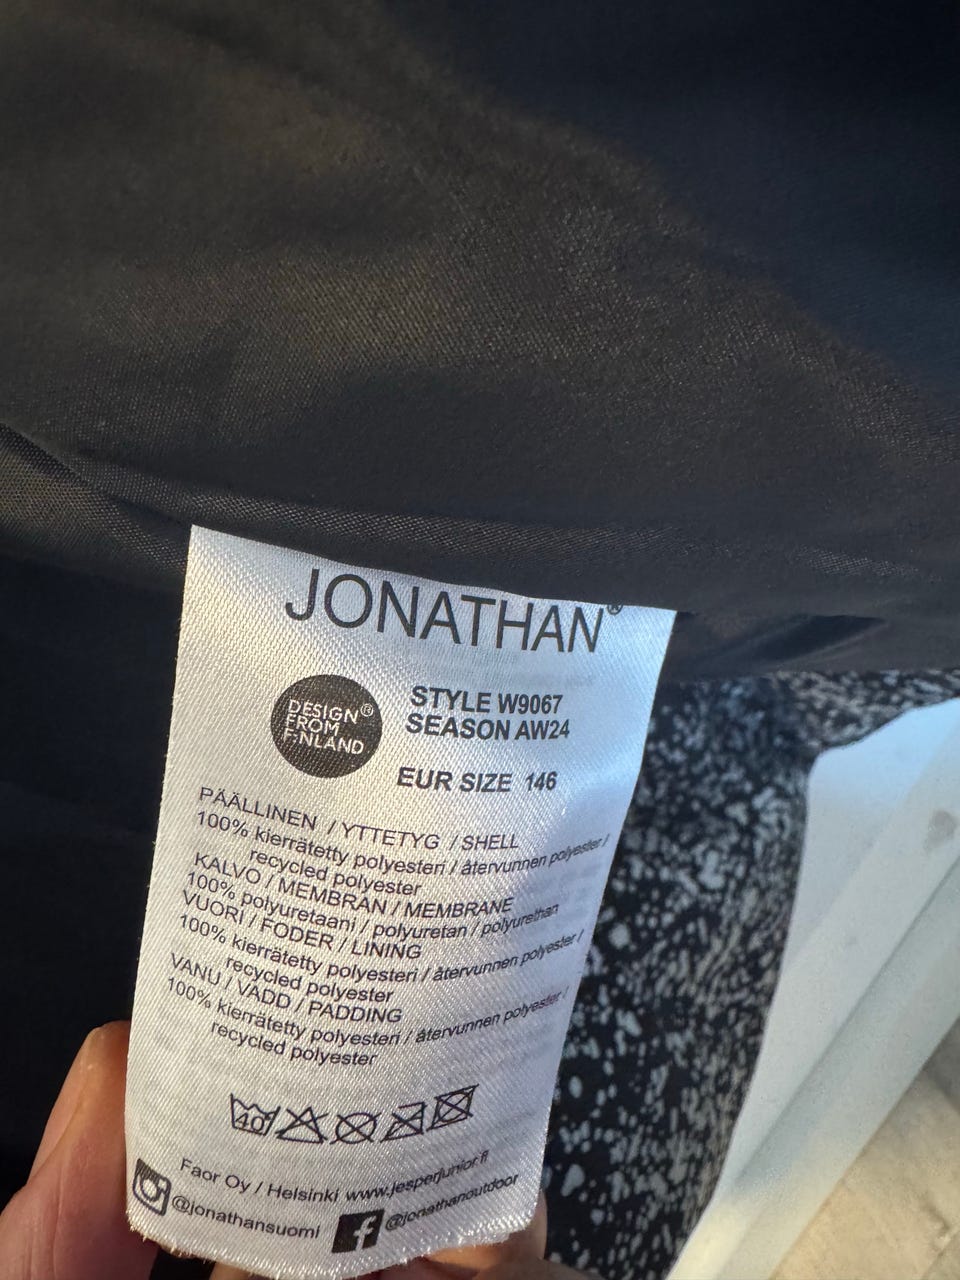 JONATHAN®
DESIGN®
FROM
FINLAND
STYLE W9067
SEASON AW24
EUR SIZE 146
PÄÄLLINEN / YTTETYG / SHELL
100% kierrätetty polyesteri / återvunnen polyester /
recycled polyester
KALVO / MEMBRAN / MEMBRANE
100% polyuretaani / polyuretan / polyurethan
VUORI / FODER / LINING
100% kierrätetty polyesteri / återvunnen polyester /
recycled polyester
VANU / VADD / PADDING
100% kierrätetty polyesteri / återvunnen polyester /
recycled polyester
40
Faor Oy / Helsinki www.jesperjunior.fi
@jonathansuomi
f @jonathanoutdoor